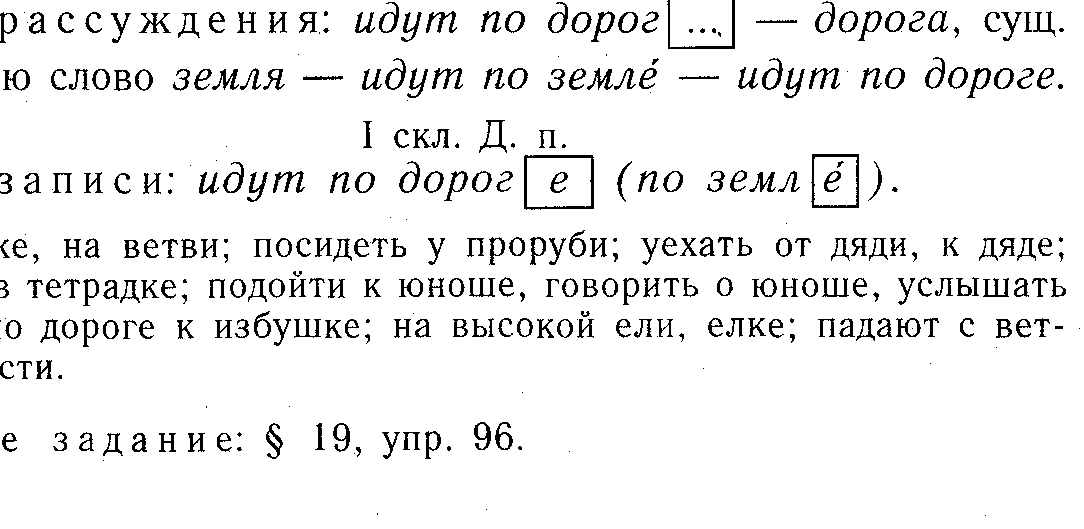 рассуждения: идут по дорог... — дорога, сущ.
ю слово земля — идут по земле́ — идут по дороге.
I скл. Д. п.
записи: идут по дорог е (по земл е́).
ке, на ветви; посидеть у проруби; уехать от дяди, к дяде;
в тетрадке; подойти к юноше, говорить о юноше, услышать
о дороге к избушке; на высокой ели, елке; падают с вет-
сти.
е задание: § 19, упр. 96.